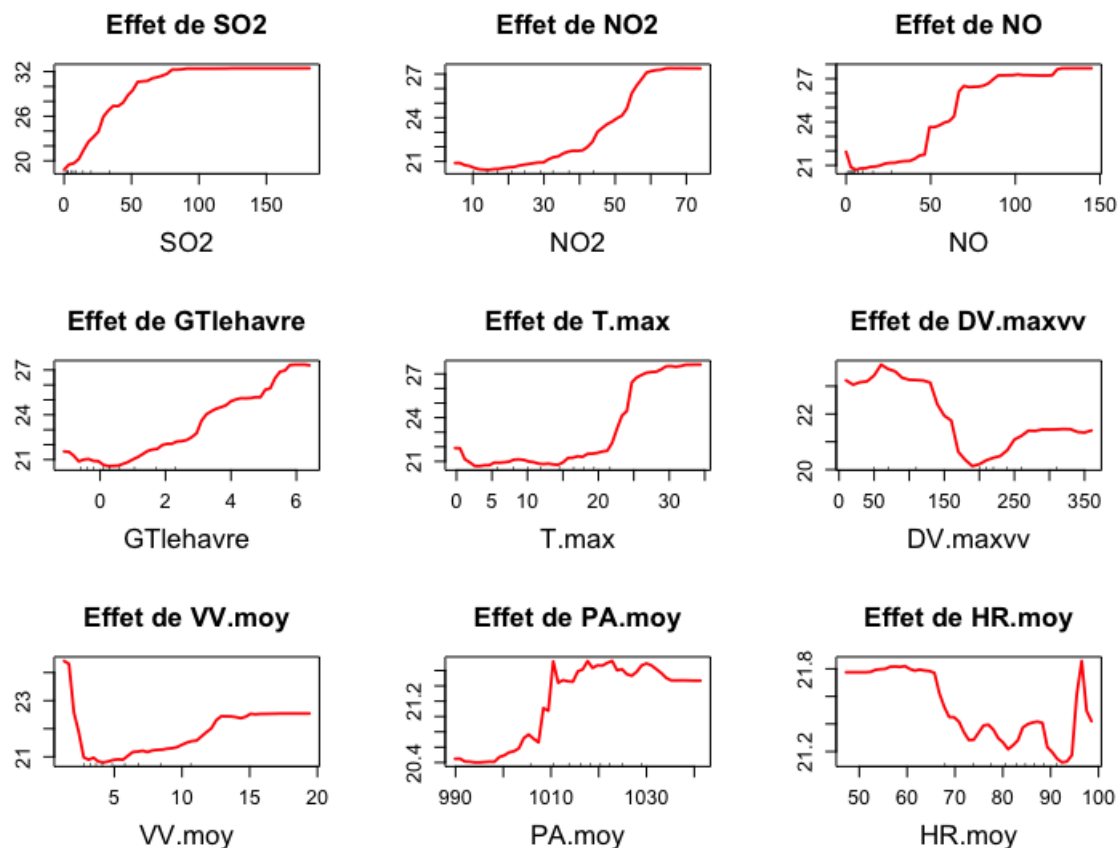 Effet de SO2
32
26
20
0 50 100 150
SO2
Effet de NO2
27
24
21
10 30 50 70
NO2
Effet de NO
27
24
21
0 50 100 150
NO
Effet de GTlehavre
27
24
21
0 2 4 6
GTlehavre
Effet de T.max
27
24
21
0 5 10 20 30
T.max
Effet de DV.maxvv
22
20
0 50 150 250 350
DV.maxvv
Effet de VV.moy
23
21
5 10 15 20
VV.moy
Effet de PA.moy
21.2
20.4
990 1010 1030
PA.moy
Effet de HR.moy
21.8
21.2
50 60 70 80 90 100
HR.moy